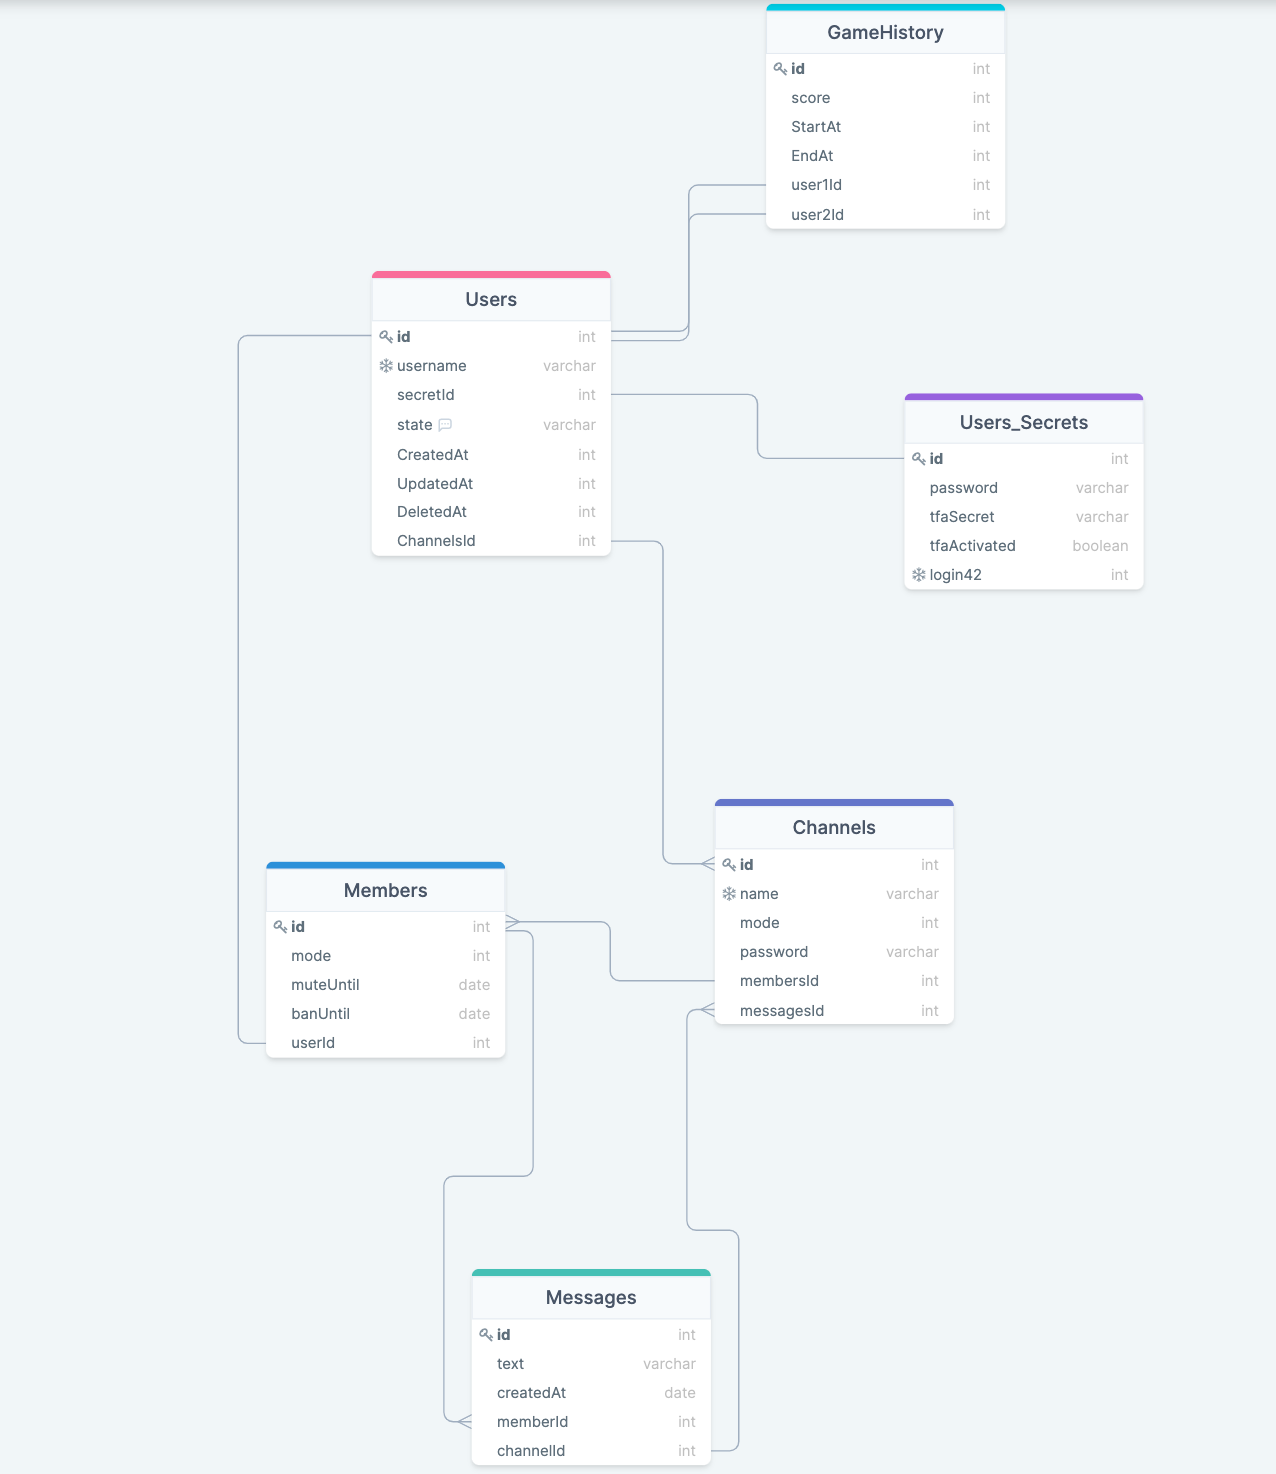 GameHistory
id int
score int
StartAt int
EndAt int
user1Id int
user2Id int
Users
id int
username varchar
secretId int
state varchar
CreatedAt int
UpdatedAt int
DeletedAt int
ChannelsId int
Users_Secrets
id int
password varchar
tfaSecret varchar
tfaActivated boolean
login42 int
Channels
id int
name varchar
mode int
password varchar
membersId int
messagesId int
Members
id int
mode int
muteUntil date
banUntil date
userId int
Messages
id int
text varchar
createdAt date
memberId int
channelId int